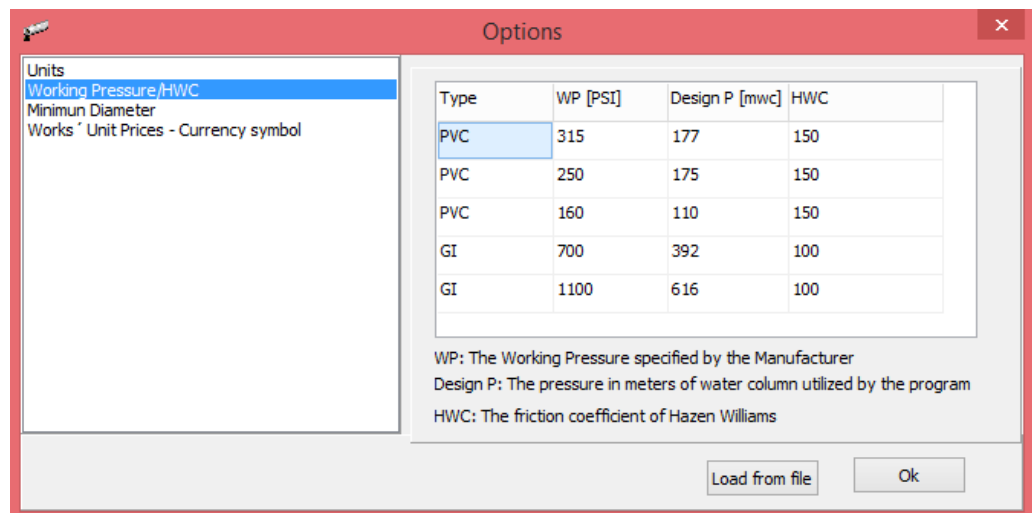 Options
Units
Working Pressure/HWC
Minimun Diameter
Works´ Unit Prices - Currency symbol
Type WP [PSI] Design P [mwc] HWC
PVC 315 177 150
PVC 250 175 150
PVC 160 110 150
GI 700 392 100
GI 1100 616 100
WP: The Working Pressure specified by the Manufacturer
Design P: The pressure in meters of water column utilized by the program
HWC: The friction coefficient of Hazen Williams
Load from file Ok